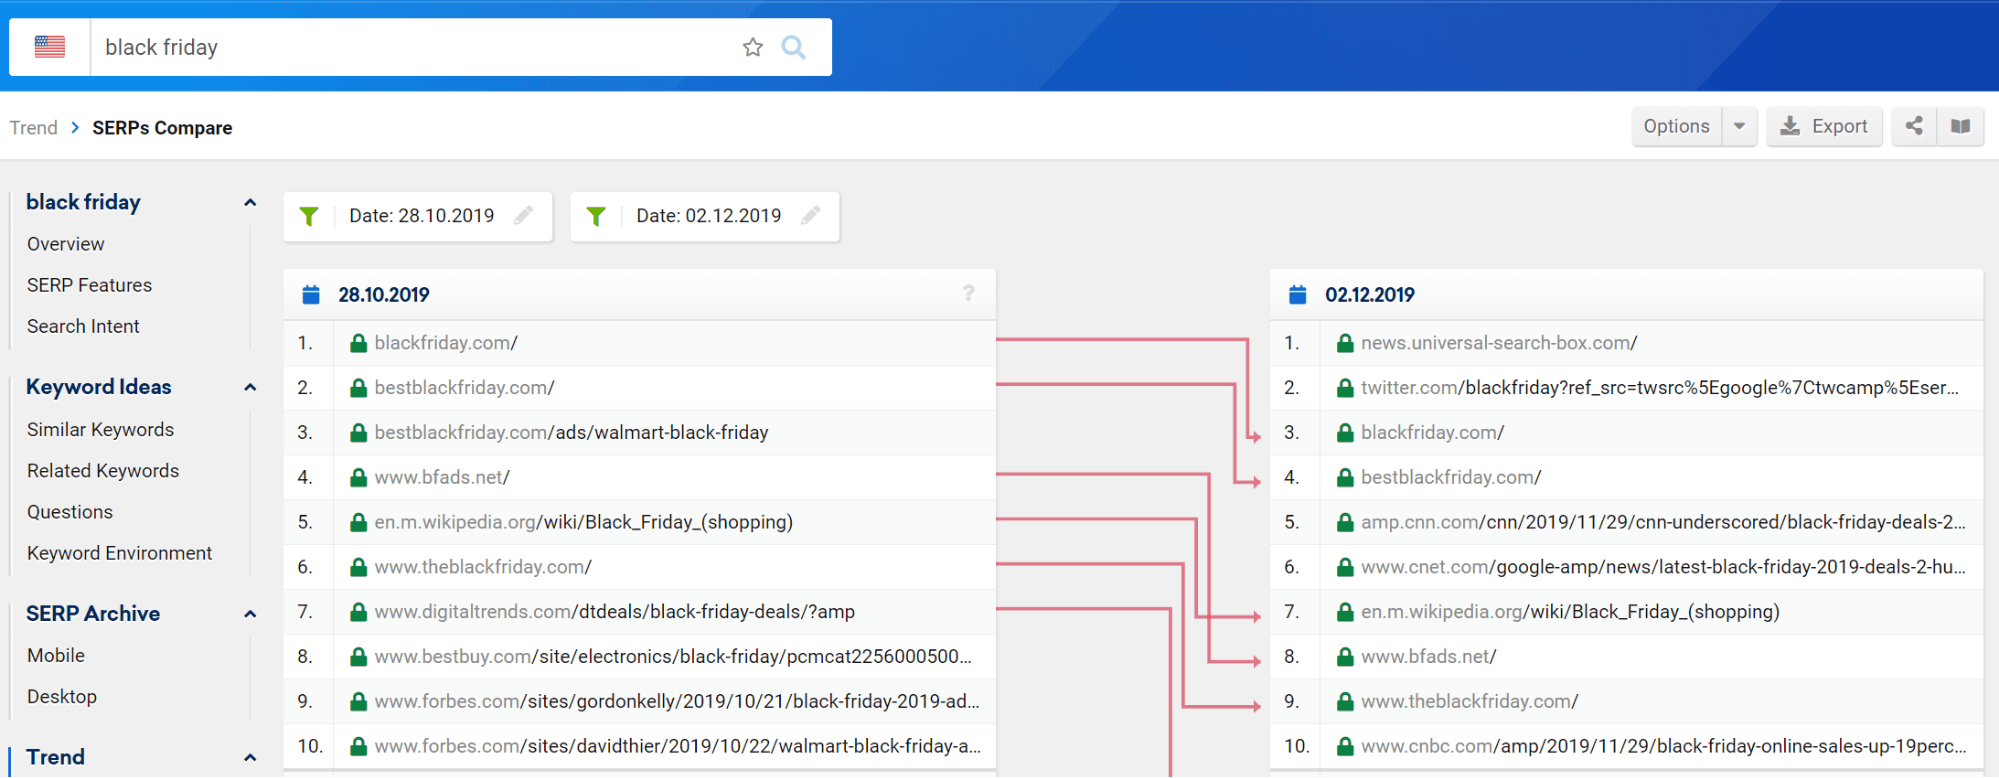 black friday
Trend > SERPs Compare
Options
Export
black friday
Overview
SERP Features
Search Intent
Keyword Ideas
Similar Keywords
Related Keywords
Questions
Keyword Environment
SERP Archive
Mobile
Desktop
Trend
Date: 28.10.2019
Date: 02.12.2019
28.10.2019 ?
1. blackfriday.com/
2. bestblackfriday.com/
3. bestblackfriday.com/ads/walmart-black-friday
4. www.bfads.net/
5. en.m.wikipedia.org/wiki/Black_Friday_(shopping)
6. www.theblackfriday.com/
7. www.digitaltrends.com/dtdeals/black-friday-deals/?amp
8. www.bestbuy.com/site/electronics/black-friday/pcmcat2256000500...
9. www.forbes.com/sites/gordonkelly/2019/10/21/black-friday-2019-ad...
10. www.forbes.com/sites/davidthier/2019/10/22/walmart-black-friday-a...
02.12.2019
1. news.universal-search-box.com/
2. twitter.com/blackfriday?ref_src=twsrc%5Egoogle%7Ctwcamp%5Eser...
3. blackfriday.com/
4. bestblackfriday.com/
5. amp.cnn.com/cnn/2019/11/29/cnn-underscored/black-friday-deals-2...
6. www.cnet.com/google-amp/news/latest-black-friday-2019-deals-2-hu...
7. en.m.wikipedia.org/wiki/Black_Friday_(shopping)
8. www.bfads.net/
9. www.theblackfriday.com/
10. www.cnbc.com/amp/2019/11/29/black-friday-online-sales-up-19perc...